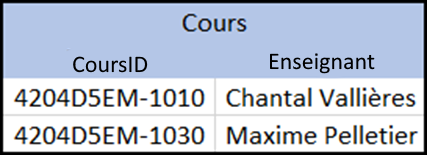 Cours
CoursID Enseignant
4204D5EM-1010 Chantal Vallières
4204D5EM-1030 Maxime Pelletier